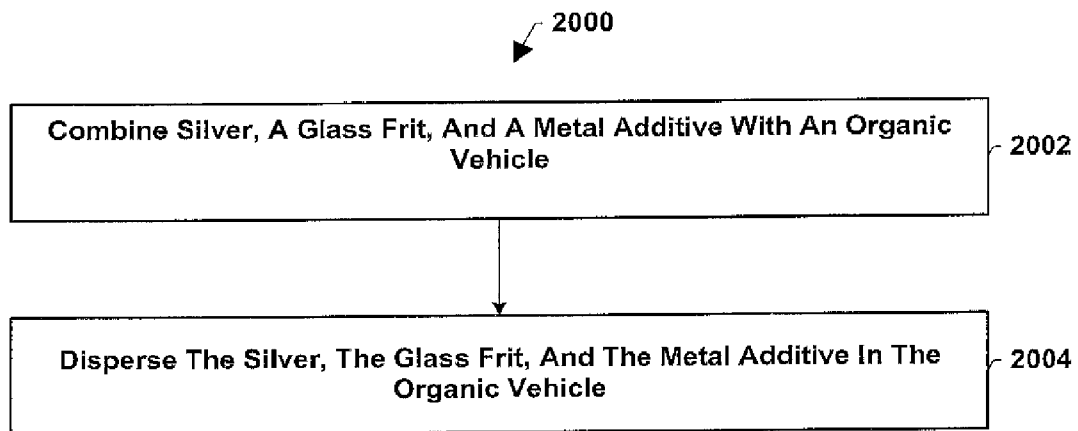 2000
Combine Silver, A Glass Frit, And A Metal Additive With An Organic
Vehicle
2002
Disperse The Silver, The Glass Frit, And The Metal Additive In The
Organic Vehicle
2004